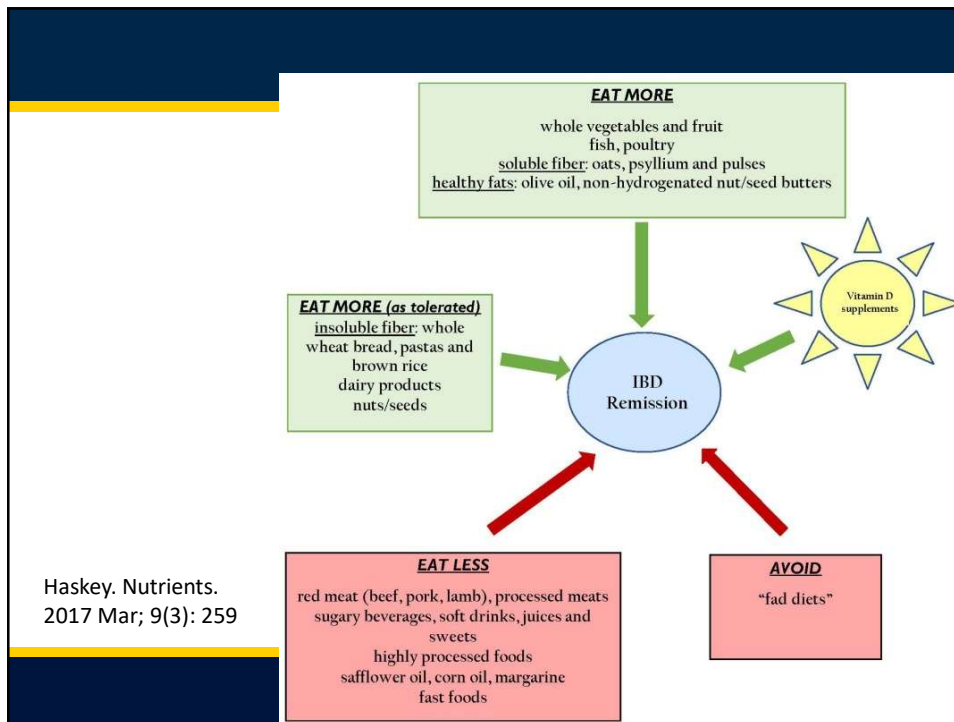 EAT MORE
whole vegetables and fruit
fish, poultry
soluble fiber: oats, psyllium and pulses
healthy fats: olive oil, non-hydrogenated nut/seed butters
Vitamin D
supplements
EAT MORE (as tolerated)
insoluble fiber: whole
wheat bread, pastas and
brown rice
dairy products
nuts/seeds
IBD
Remission
EAT LESS
red meat (beef, pork, lamb), processed meats
sugary beverages, soft drinks, juices and
sweets
highly processed foods
safflower oil, corn oil, margarine
fast foods
AVOID
“fad diets”
Haskey. Nutrients.
2017 Mar; 9(3): 259